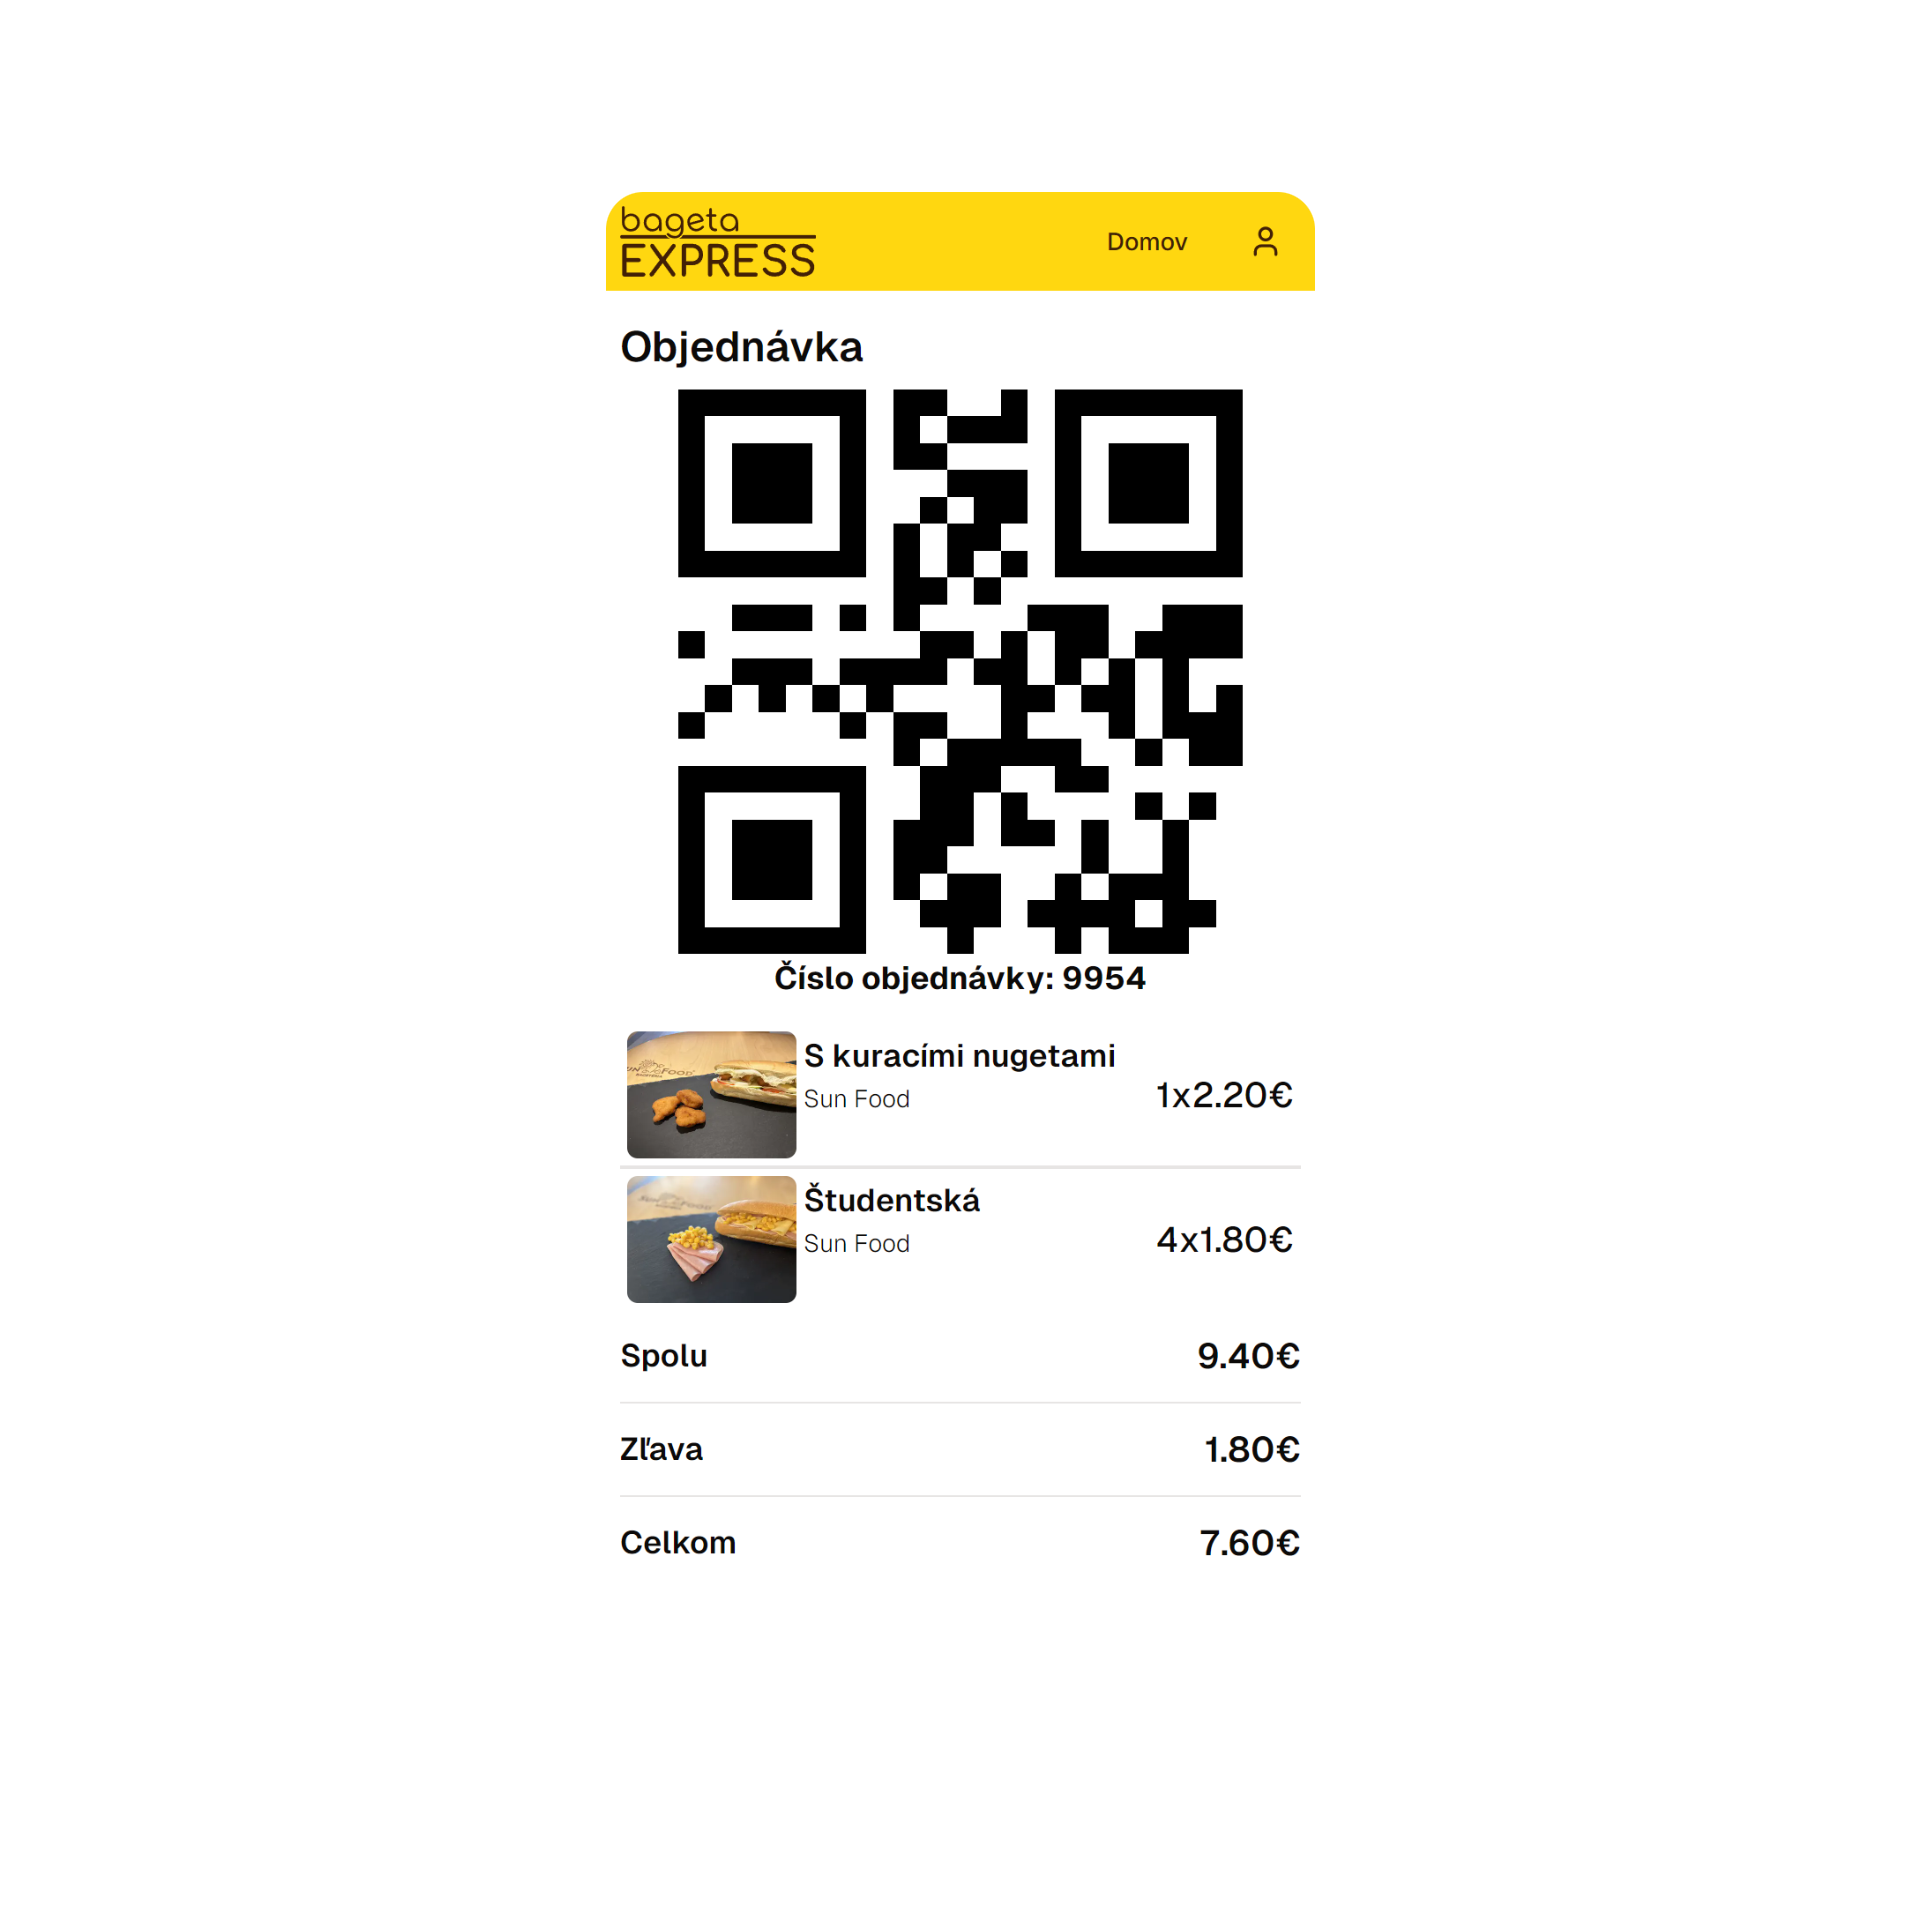 bageta
EXPRESS
Domov
Objednávka
Číslo objednávky: 9954
S kuracími nugetami
Sun Food
1x2.20€
Študentská
Sun Food
4x1.80€
Spolu
9.40€
Zľava
1.80€
Celkom
7.60€